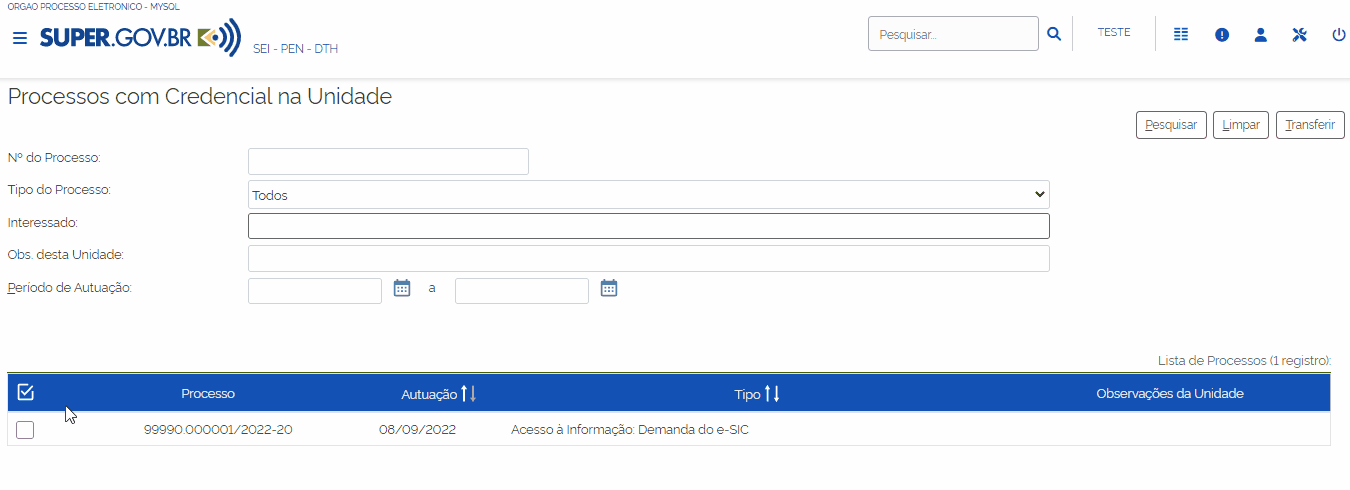 ORGAO PROCESSO ELETRONICO - MYSQL
SUPER.GOV.BR SEI - PEN - DTH Pesquisar... TESTE
Processos com Credencial na Unidade
Pesquisar Limpar Transferir
Nº do Processo:
Tipo do Processo: Todos
Interessado:
Obs. desta Unidade:
Período de Autuação: a
Lista de Processos (1 registro):
Processo Autuação Tipo Observações da Unidade
99990.000001/2022-20 08/09/2022 Acesso à Informação: Demanda do e-SIC